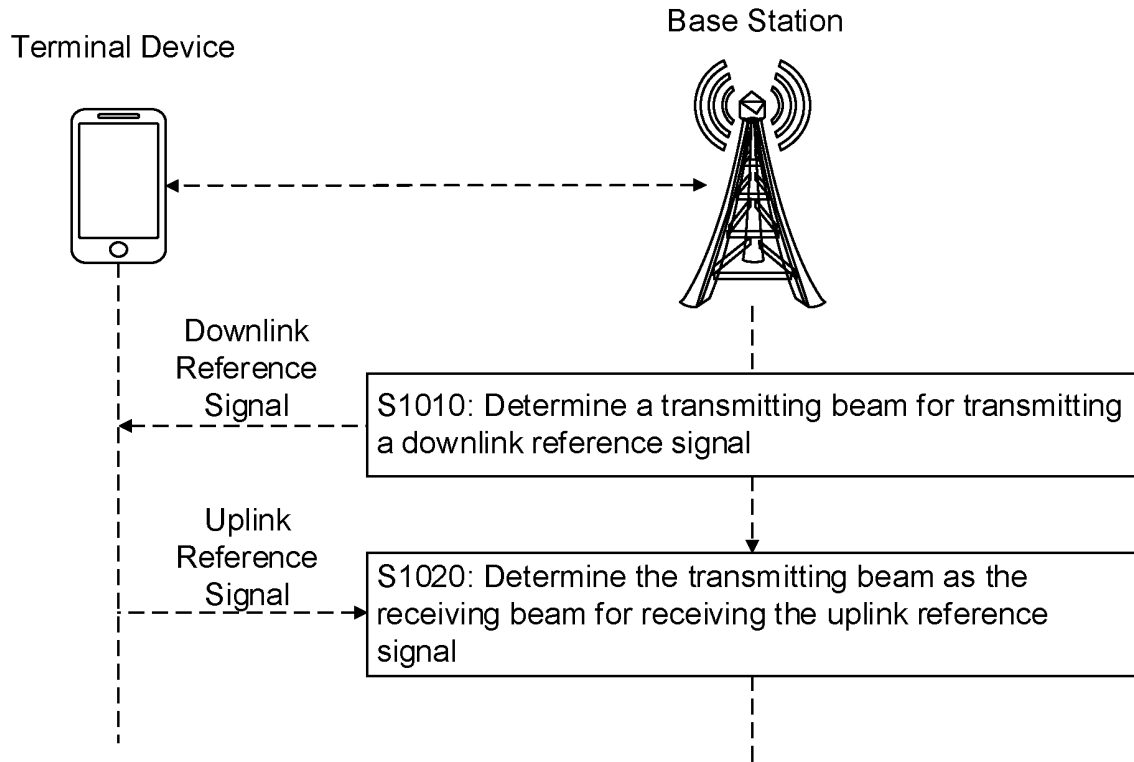 Base Station
Terminal Device
Downlink
Reference
Signal
S1010: Determine a transmitting beam for transmitting
a downlink reference signal
Uplink
Reference
Signal
S1020: Determine the transmitting beam as the
receiving beam for receiving the uplink reference
signal